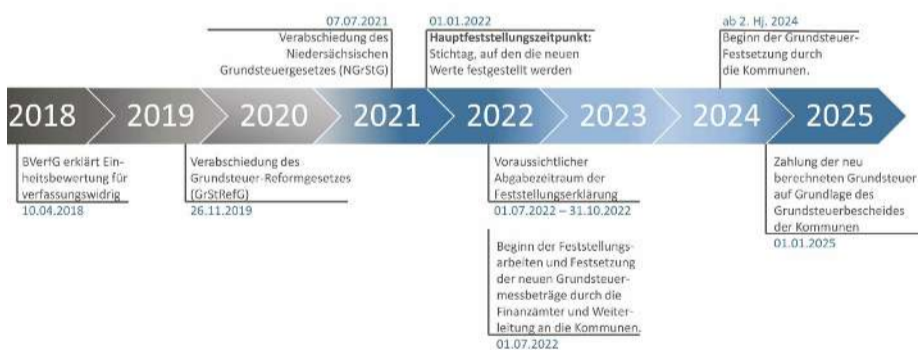 07.07.2021
Verabschiedung des
Niedersächsischen
Grundsteuergesetzes (NGrStG)
01.01.2022
Hauptfeststellungszeitpunkt:
Stichtag, auf den die neuen
Werte festgestellt werden
ab 2. Hj. 2024
Beginn der Grundsteuer-
Festsetzung durch
die Kommunen.
2018
2019
2020
2021
2022
2023
2024
2025
BVerfG erklärt Ein-
heitsbewertung für
verfassungswidrig
10.04.2018
Verabschiedung des
Grundsteuer-Reformgesetzes
(GrStRefG)
26.11.2019
Voraussichtlicher
Abgabezeitraum der
Feststellungserklärung
01.07.2022 – 31.10.2022
Beginn der Feststellungs-
arbeiten und Festsetzung
der neuen Grundsteuer-
messbeträge durch die
Finanzämter und Weiter-
leitung an die Kommunen.
01.07.2022
Zahlung der neu
berechneten Grundsteuer
auf Grundlage des
Grundsteuerbescheides
der Kommunen
01.01.2025